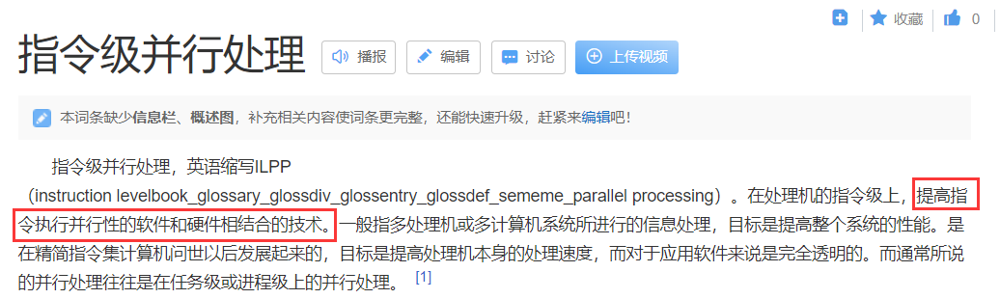 收藏 0
指令级并行处理 播报 编辑 讨论 上传视频
本词条缺少信息栏、概述图，补充相关内容使词条更完整，还能快速升级，赶紧来编辑吧！
指令级并行处理，英语缩写ILPP
（instruction levelbook_glossary_glossdiv_glossentry_glossdef_sememe_parallel processing）。在处理机的指令级上，提高指
令执行并行性的软件和硬件相结合的技术。一般指多处理机或多计算机系统所进行的信息处理，目标是提高整个系统的性能。是
在精简指令集计算机问世以后发展起来的，目标是提高处理机本身的处理速度，而对于应用软件来说是完全透明的。而通常所说
的并行处理往往是在任务级或进程级上的并行处理。 [1]